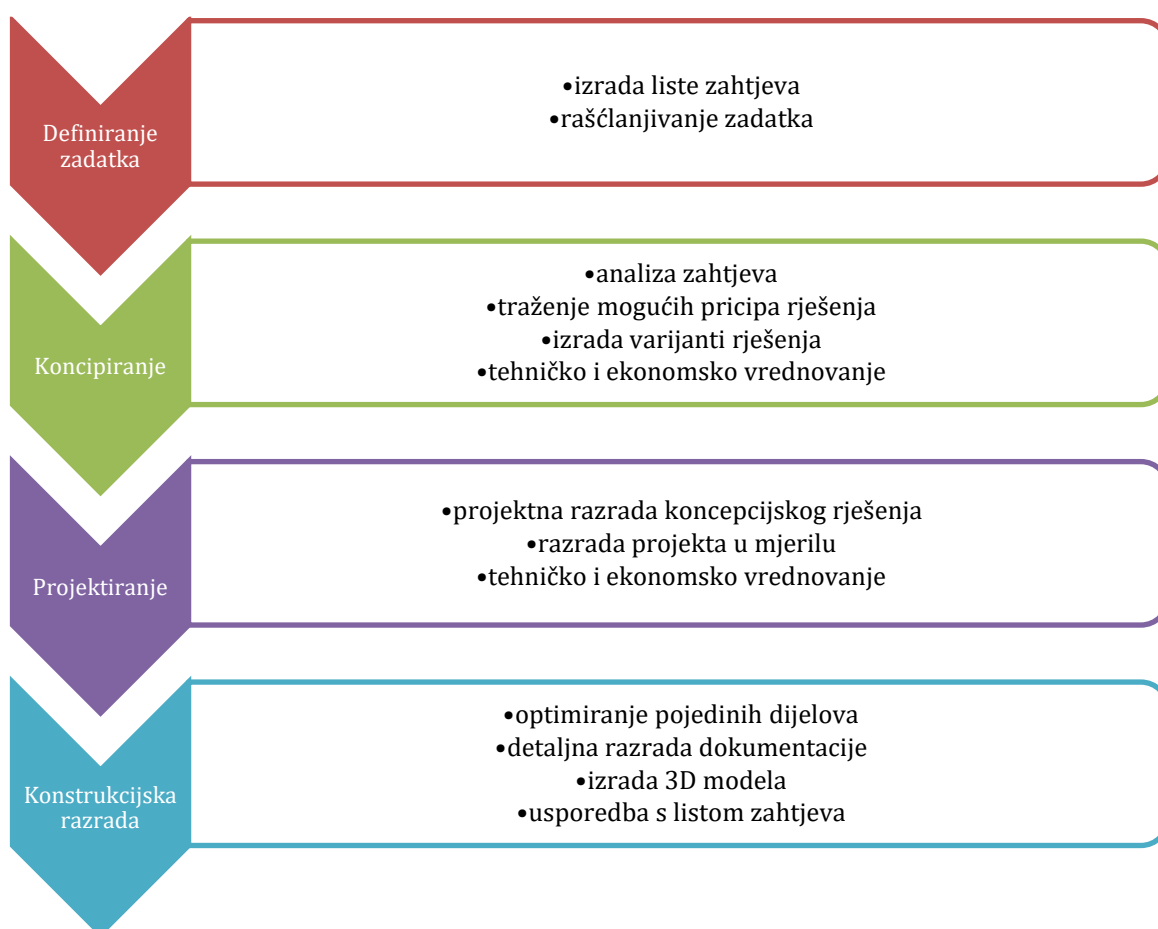 Definiranje
zadatka
•izrada liste zahtjeva
•rašćlanjivanje zadatka
Koncipiranje
•analiza zahtjeva
•traženje mogućih pricipa rješenja
•izrada varijanti rješenja
•tehničko i ekonomsko vrednovanje
Projektiranje
•projektna razrada koncepcijskog rješenja
•razrada projekta u mjerilu
•tehničko i ekonomsko vrednovanje
Konstrukcijska
razrada
•optimiranje pojedinih dijelova
•detaljna razrada dokumentacije
•izrada 3D modela
•usporedba s listom zahtjeva